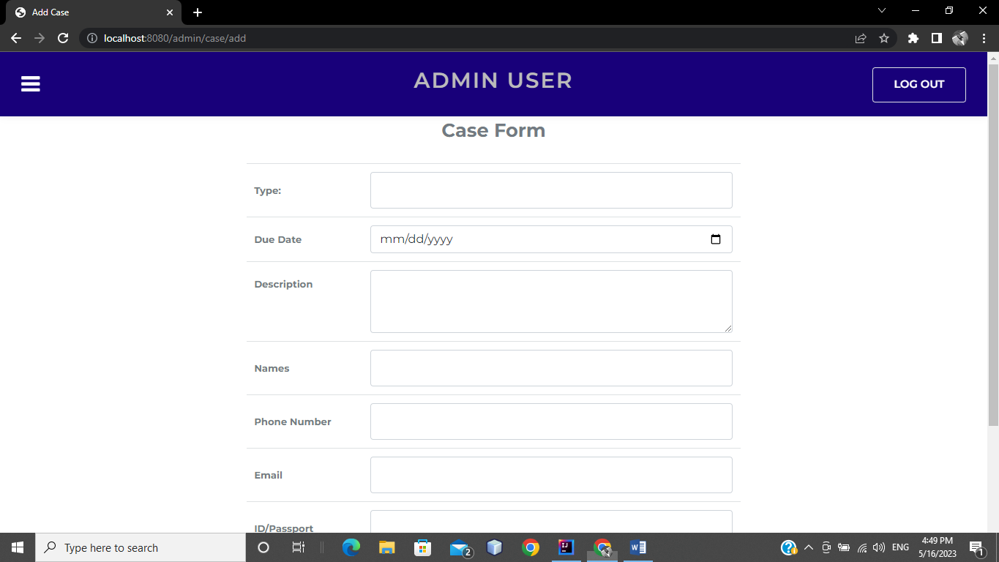 Add Case
localhost:8080/admin/case/add
ADMIN USER
LOG OUT
Case Form
Type:
Due Date
mm/dd/yyyy
Description
Names
Phone Number
Email
ID/Passport
Type here to search
2
IJ
W
ENG
4:49 PM
5/16/2023
1